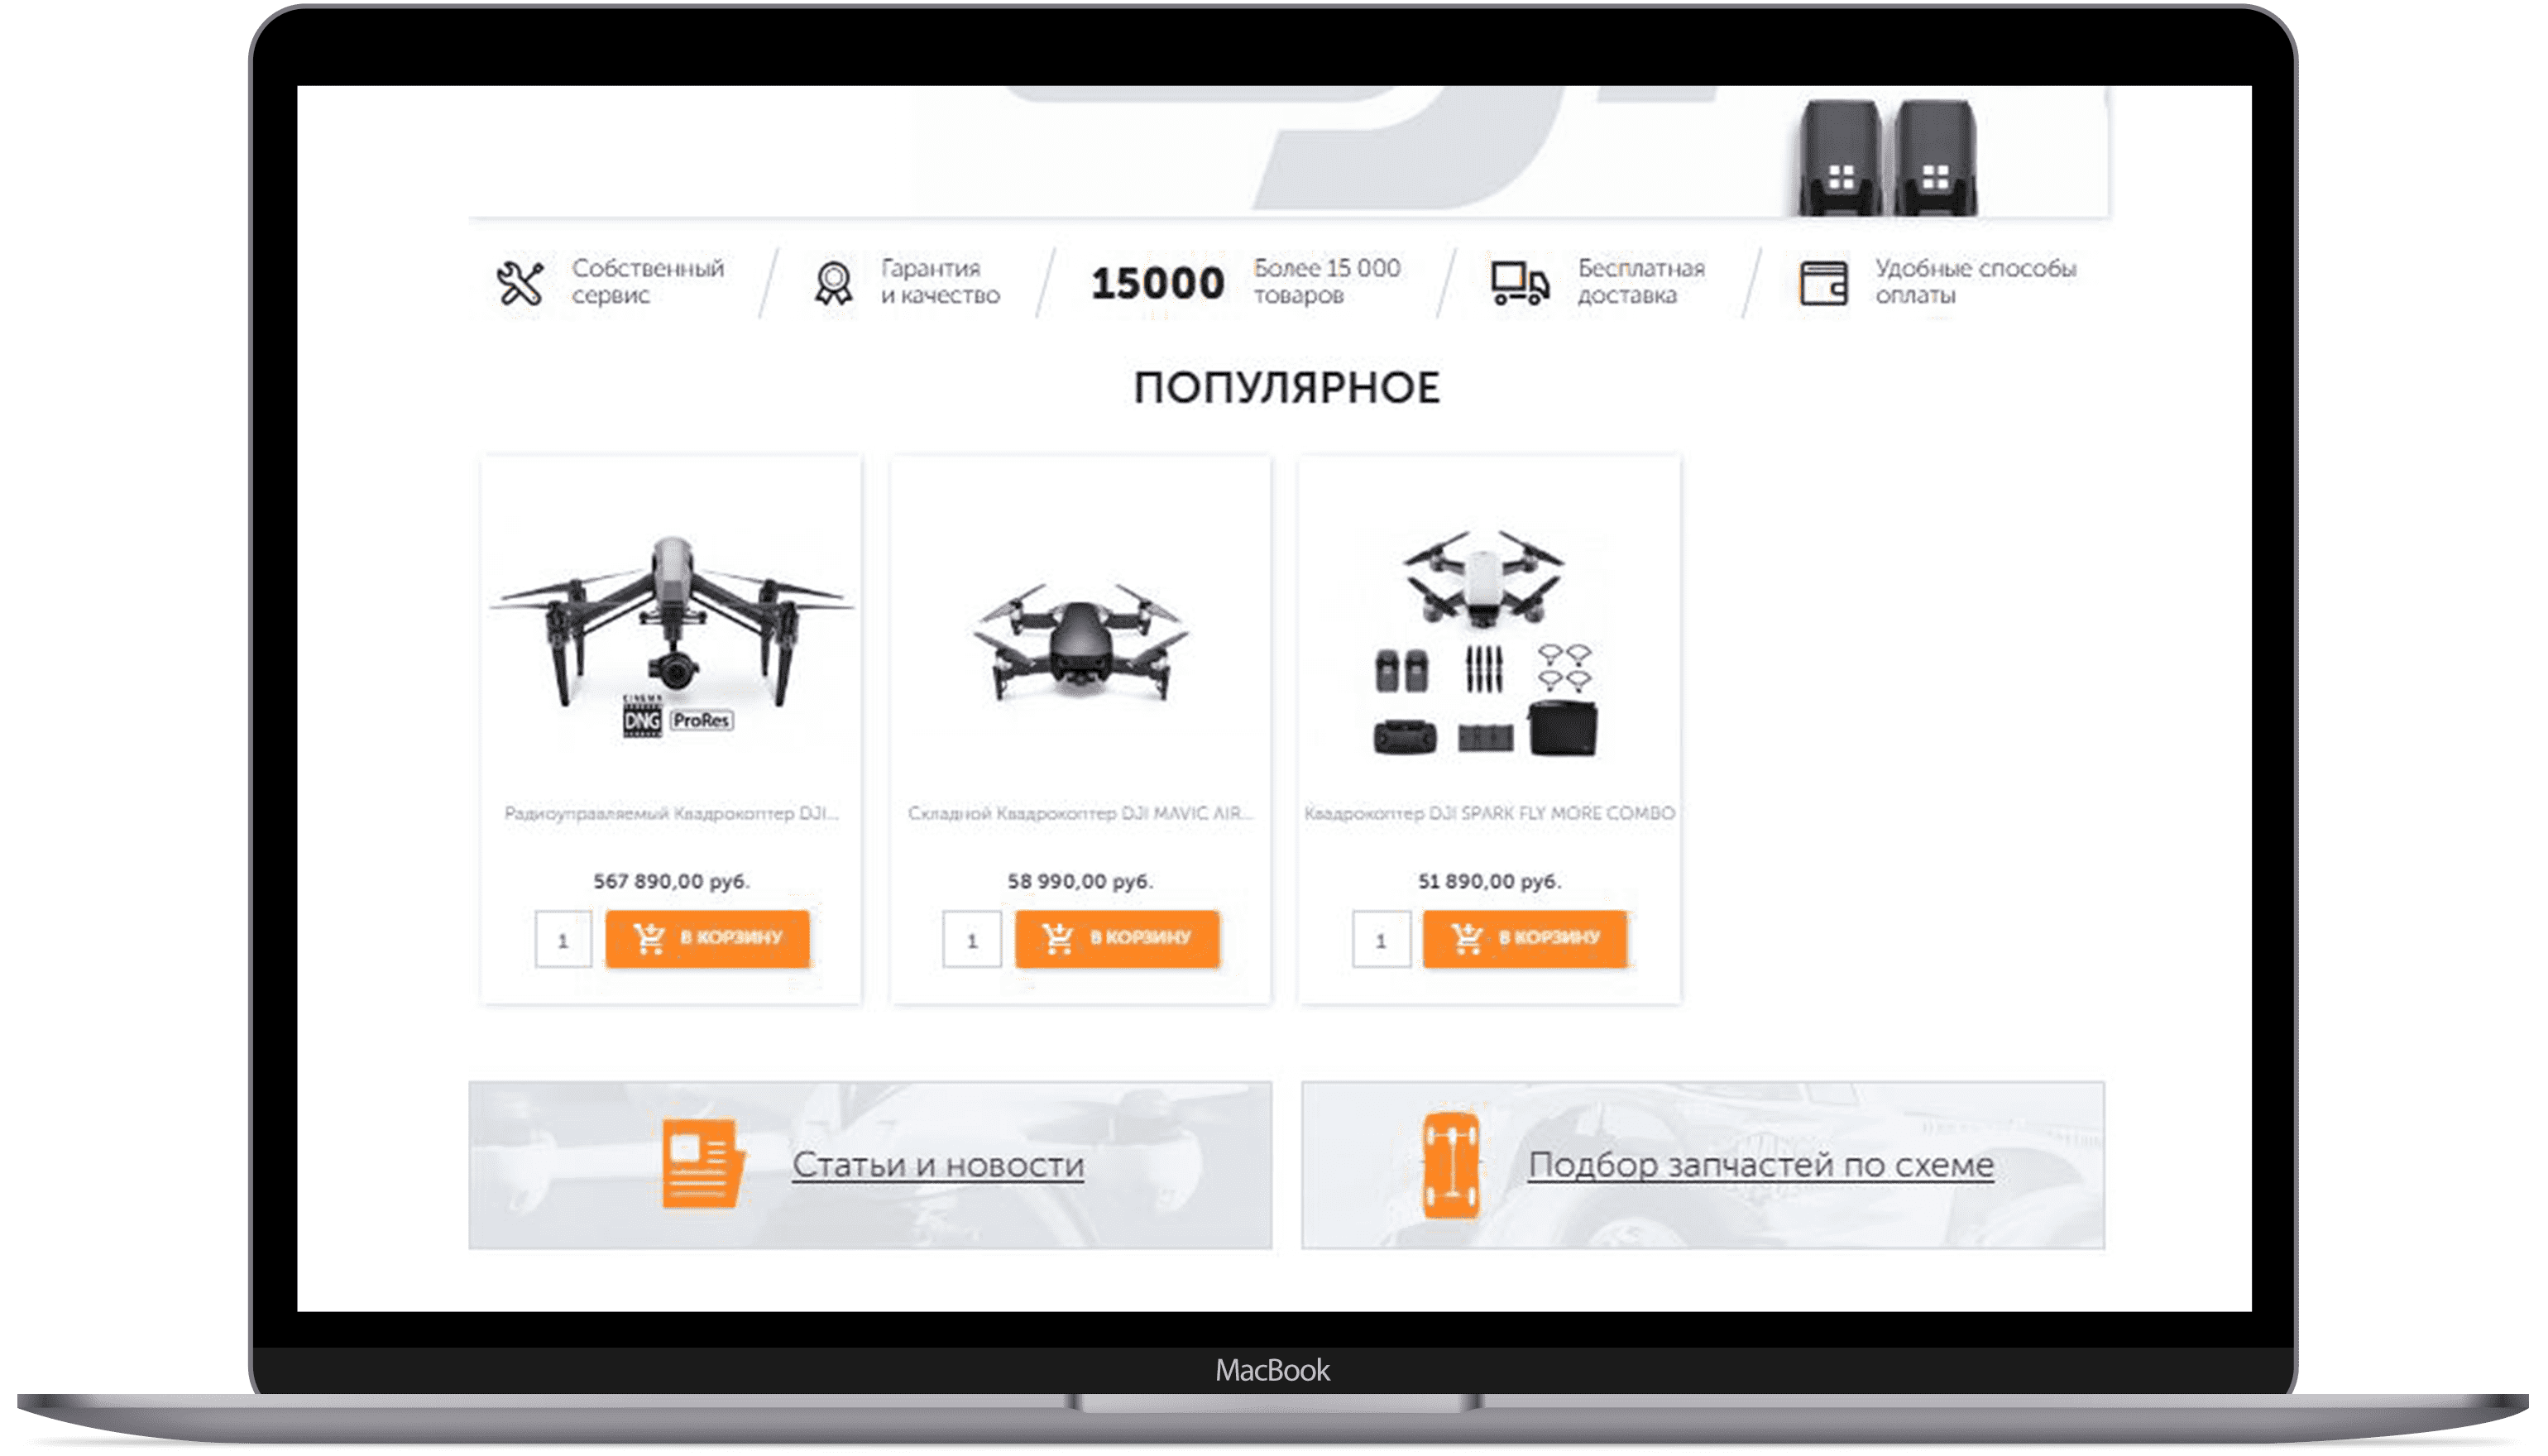 Собственный
сервис
Гарантия
и качество
15000
Более 15 000
товаров
Бесплатная
доставка
Удобные способы
оплаты
ПОПУЛЯРНОЕ
CINEMA
DNG
ProRes
Радиоуправляемый Квадрокоптер DJI...
567 890,00 руб.
1
В КОРЗИНУ
Складной Квадрокоптер DJI MAVIC AIR...
58 990,00 руб.
1
В КОРЗИНУ
Квадрокоптер DJI SPARK FLY MORE COMBO
51 890,00 руб.
1
В КОРЗИНУ
Статьи и новости
Подбор запчастей по схеме
MacBook